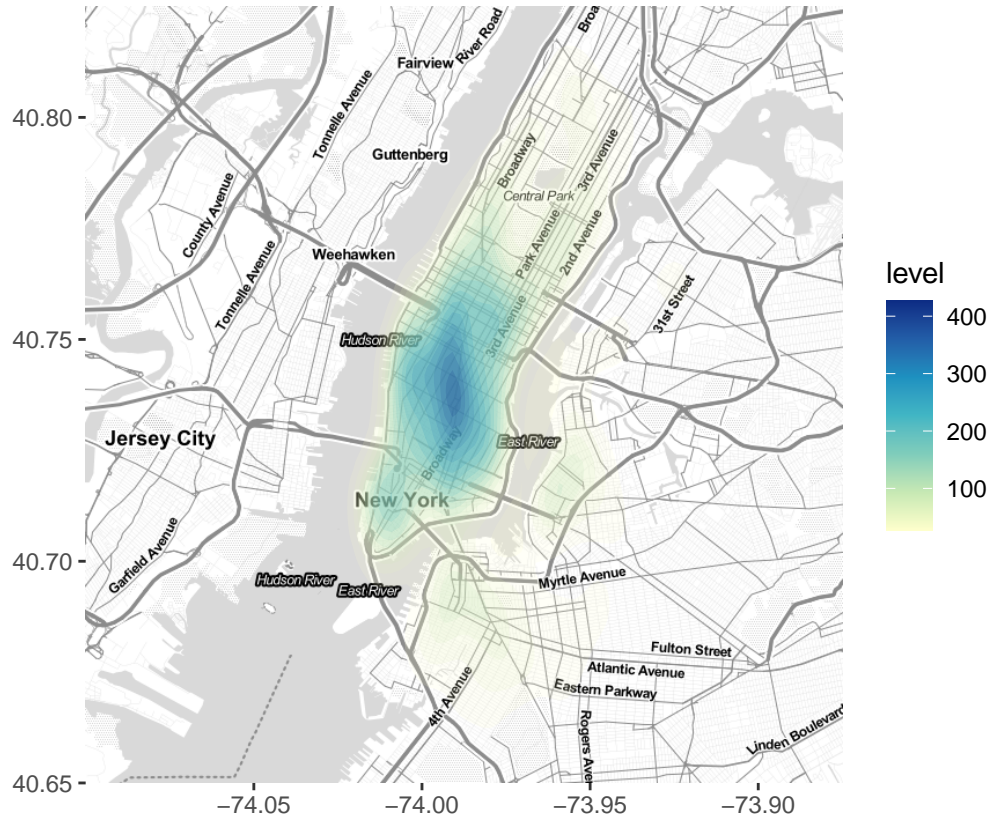 Broa
River Road
Fairview
40.80
Tonnelle Avenue
Guttenberg
Broadway
3rd Avenue
Central Park
County Avenue
Park Avenue
2nd Avenue
Weehawken
level
Tonnelle Avenue
31st Street
3rd Avenue
400
40.75
Hudson River
300
200
Jersey City
East River
Broadway
100
New York
Garfield Avenue
40.70
Hudson River
East River
Myrtle Avenue
Fulton Street
Atlantic Avenue
Eastern Parkway
4th Avenue
Rogers Aven
Linden Boulevard
40.65
−74.05
−74.00
−73.95
−73.90